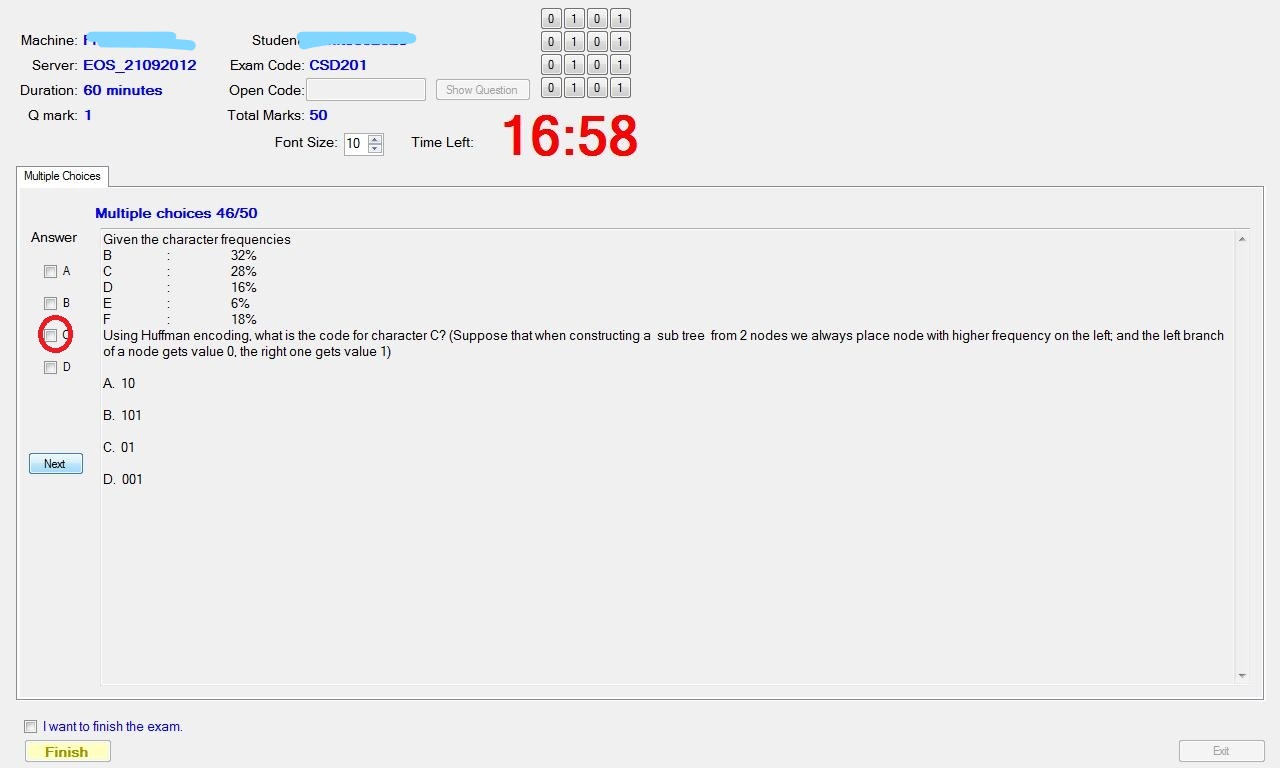 Machine:
Server: EOS_21092012
Duration: 60 minutes
Q mark: 1
Exam Code: CSD201
Open Code:
Show Question
Total Marks: 50
Font Size: 10
Time Left: 16:58
0 1 0 1
0 1 0 1
0 1 0 1
0 1 0 1
Multiple Choices
Multiple choices 46/50
Answer
A
B
C
D
Next
Given the character frequencies
B : 32%
C : 28%
D : 16%
E : 6%
F : 18%
Using Huffman encoding, what is the code for character C? (Suppose that when constructing a sub tree from 2 nodes we always place node with higher frequency on the left; and the left branch
of a node gets value 0, the right one gets value 1)
A. 10
B. 101
C. 01
D. 001
I want to finish the exam.
Finish
Exit